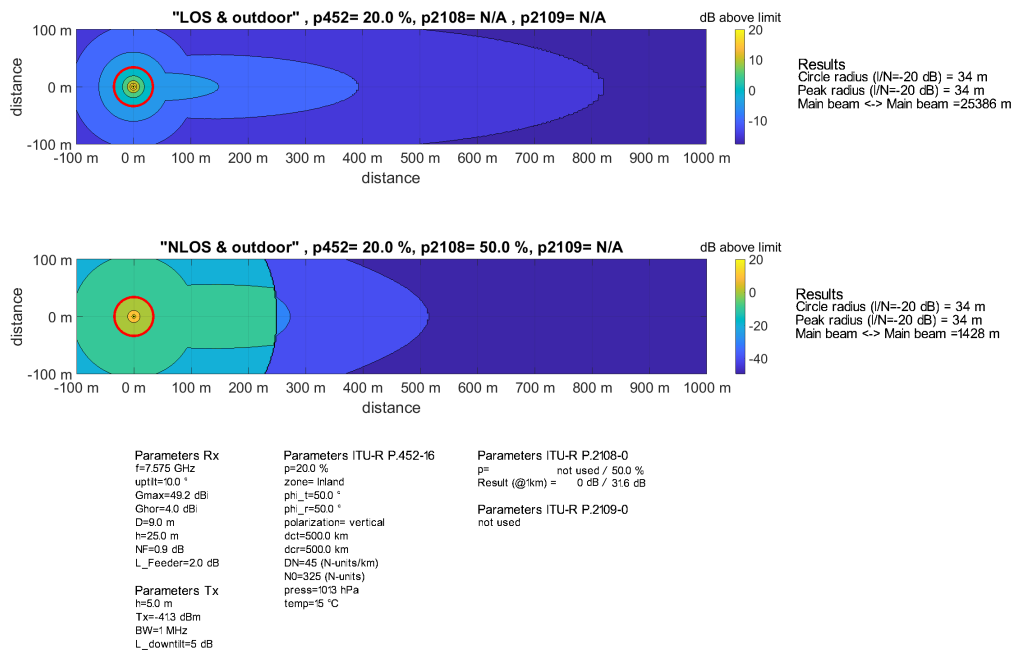 "LOS & outdoor" , p452= 20.0 %, p2108= N/A , p2109= N/A
dB above limit
100 m
0 m
-100 m
distance
-100 m 0 m 100 m 200 m 300 m 400 m 500 m 600 m 700 m 800 m 900 m 1000 m
distance
20
10
0
-10
Results
Circle radius (I/N=-20 dB) = 34 m
Peak radius (I/N=-20 dB) = 34 m
Main beam <-> Main beam =25386 m
"NLOS & outdoor" , p452= 20.0 %, p2108= 50.0 %, p2109= N/A
dB above limit
100 m
0 m
-100 m
distance
-100 m 0 m 100 m 200 m 300 m 400 m 500 m 600 m 700 m 800 m 900 m 1000 m
distance
20
0
-20
-40
Results
Circle radius (I/N=-20 dB) = 34 m
Peak radius (I/N=-20 dB) = 34 m
Main beam <-> Main beam =1428 m
Parameters Rx
f=7.575 GHz
uptilt=10.0 °
Gmax=49.2 dBi
Ghor=4.0 dBi
D=9.0 m
h=25.0 m
NF=0.9 dB
L_Feeder=2.0 dB
Parameters Tx
h=5.0 m
Tx=-41.3 dBm
BW=1 MHz
L_downtilt=5 dB
Parameters ITU-R P.452-16
p=20.0 %
zone= Inland
phi_t=50.0 °
phi_r=50.0 °
polarization= vertical
dct=500.0 km
dcr=500.0 km
DN=45 (N-units/km)
N0=325 (N-units)
press=1013 hPa
temp=15 °C
Parameters ITU-R P.2108-0
p= not used / 50.0 %
Result (@1km) = 0 dB / 31.6 dB
Parameters ITU-R P.2109-0
not used